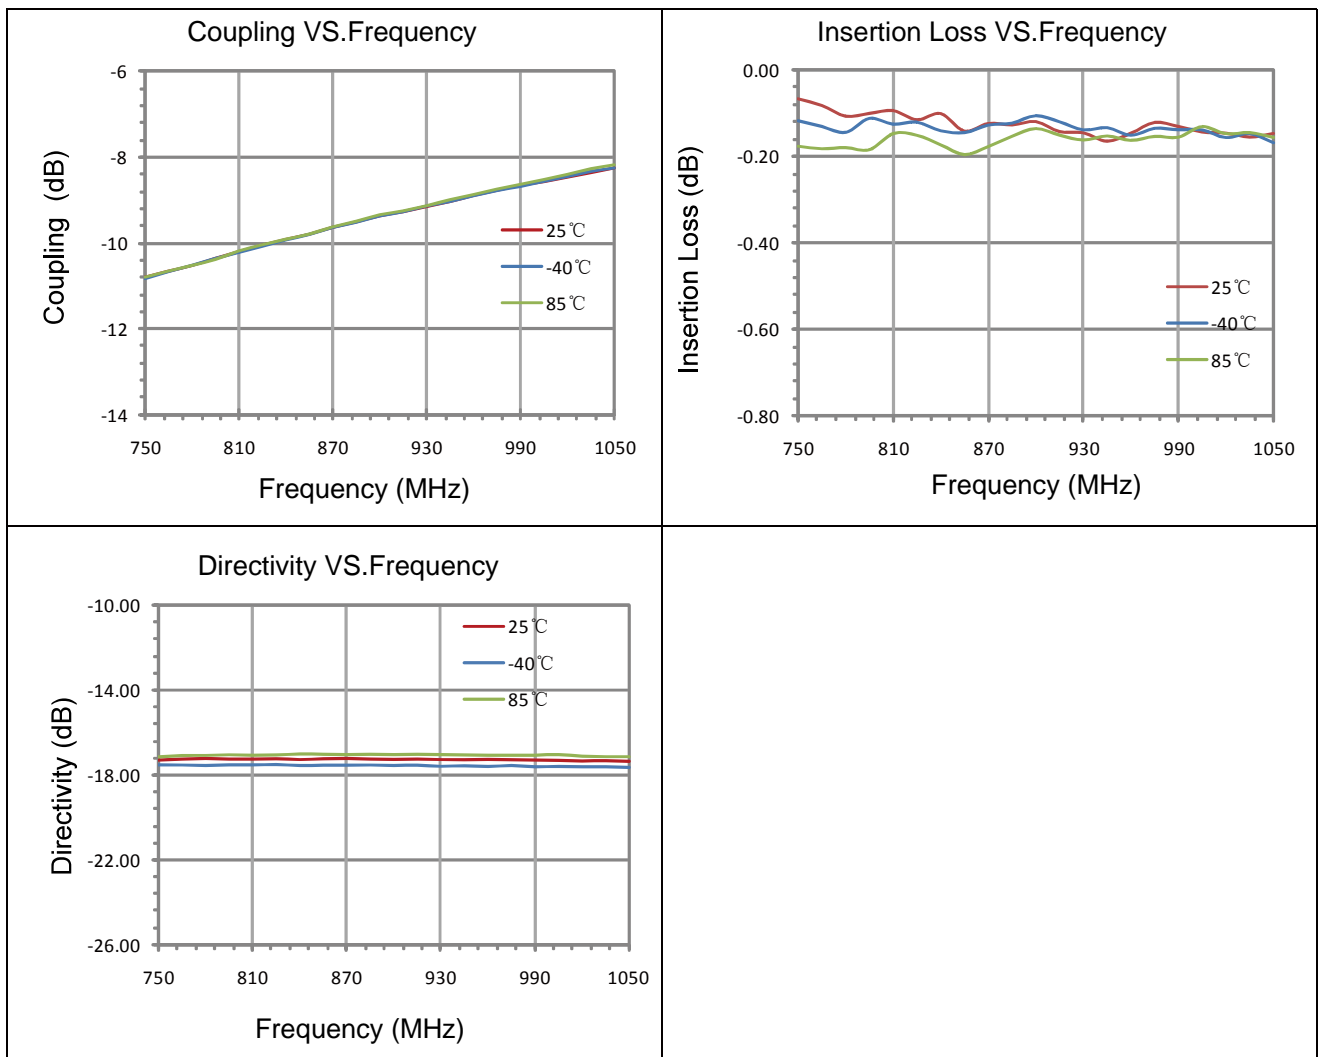 Coupling VS.Frequency
-6
-8
-10
-12
-14
Coupling (dB)
25℃
-40℃
85℃
750 810 870 930 990 1050
Frequency (MHz)
Insertion Loss VS.Frequency
0.00
-0.20
-0.40
-0.60
-0.80
Insertion Loss (dB)
25℃
-40℃
85℃
750 810 870 930 990 1050
Frequency (MHz)
Directivity VS.Frequency
-10.00
-14.00
-18.00
-22.00
-26.00
Directivity (dB)
25℃
-40℃
85℃
750 810 870 930 990 1050
Frequency (MHz)